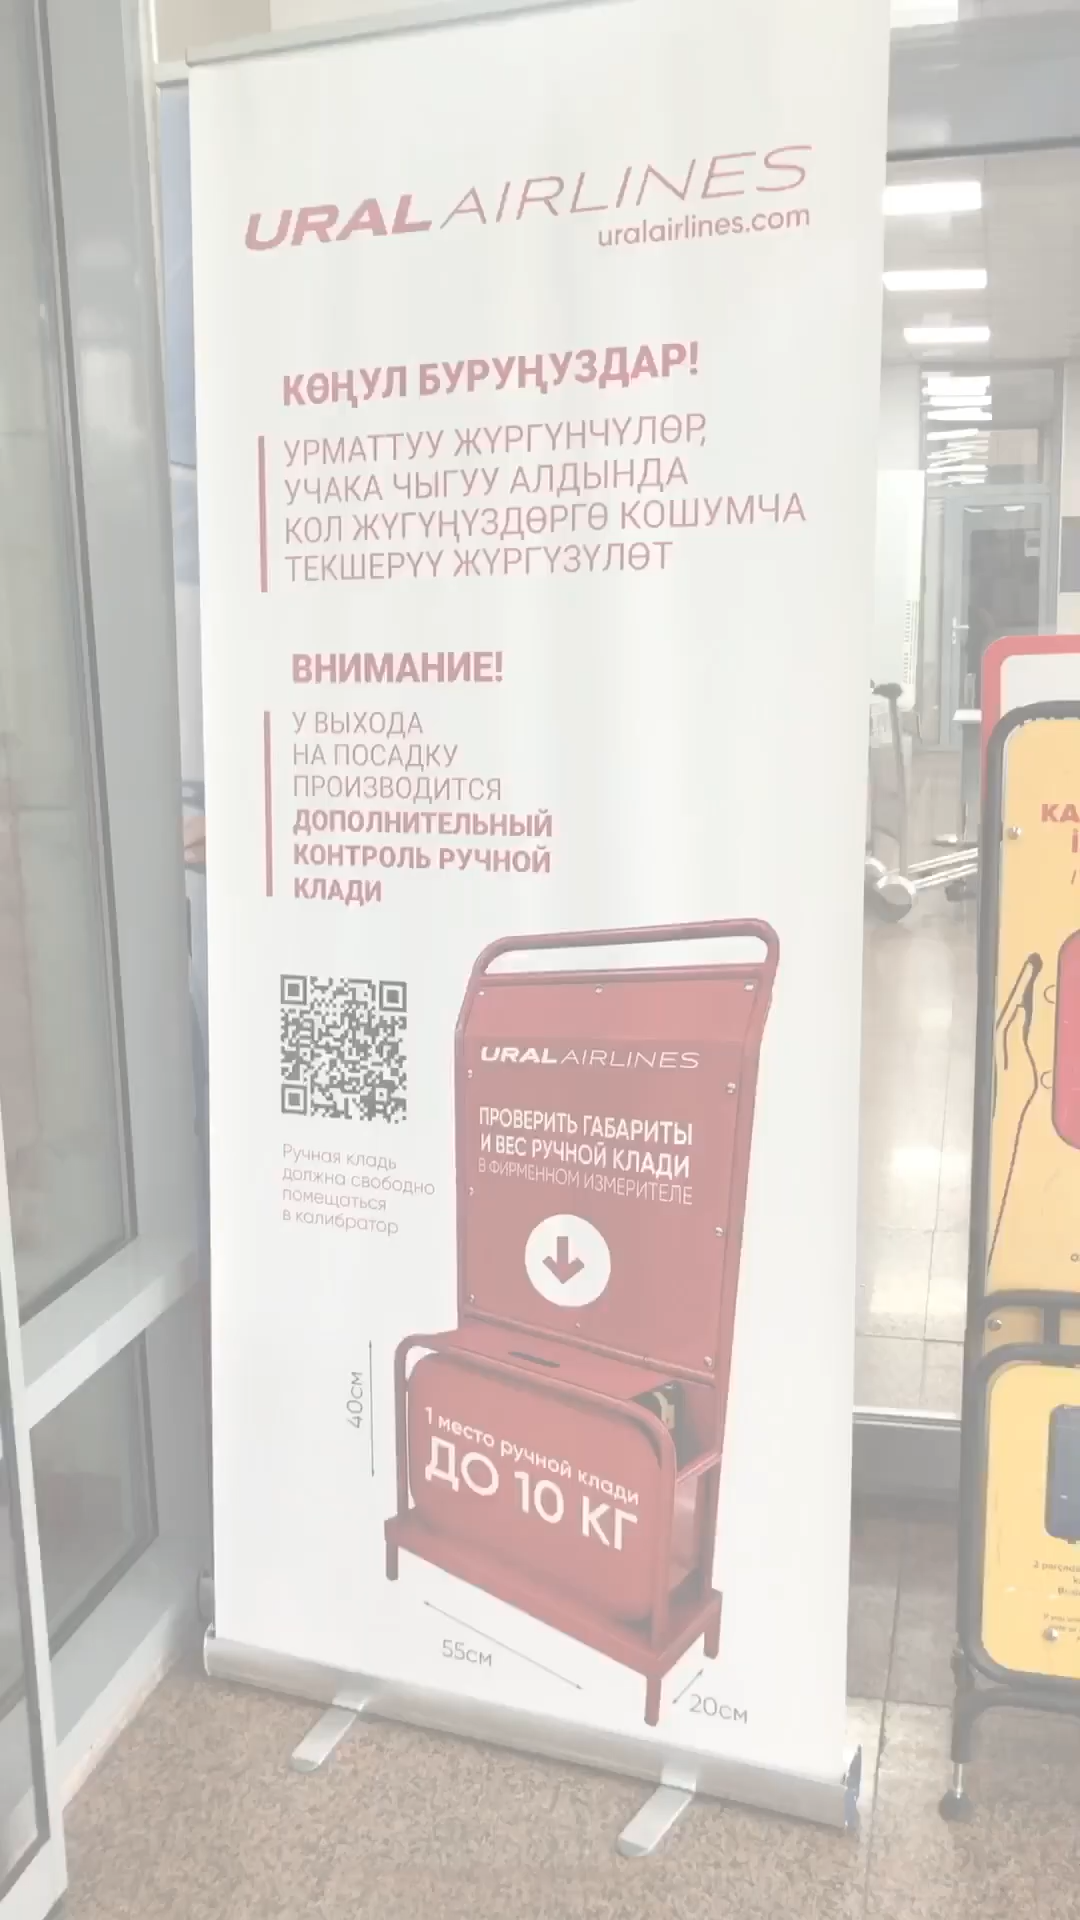 URAL AIRLINES
uralairlines.com
КӨҢҮЛ БУРУҢУЗДАР!
УРМАТТУУ ЖҮРГҮНЧҮЛӨР,
УЧАКА ЧЫГУУ АЛДЫНДА
КОЛ ЖҮГҮҢҮЗДӨРГӨ КОШУМЧА
ТЕКШЕРҮҮ ЖҮРГҮЗҮЛӨТ
ВНИМАНИЕ!
У ВЫХОДА
НА ПОСАДКУ
ПРОИЗВОДИТСЯ
ДОПОЛНИТЕЛЬНЫЙ
КОНТРОЛЬ РУЧНОЙ
КЛАДИ
Ручная кладь
должна свободно
помещаться
в калибратор
URAL AIRLINES
ПРОВЕРИТЬ ГАБАРИТЫ
И ВЕС РУЧНОЙ КЛАДИ
В ФИРМЕННОМ ИЗМЕРИТЕЛЕ
1 место ручной клади
ДО 10 КГ
40см
55см
20см